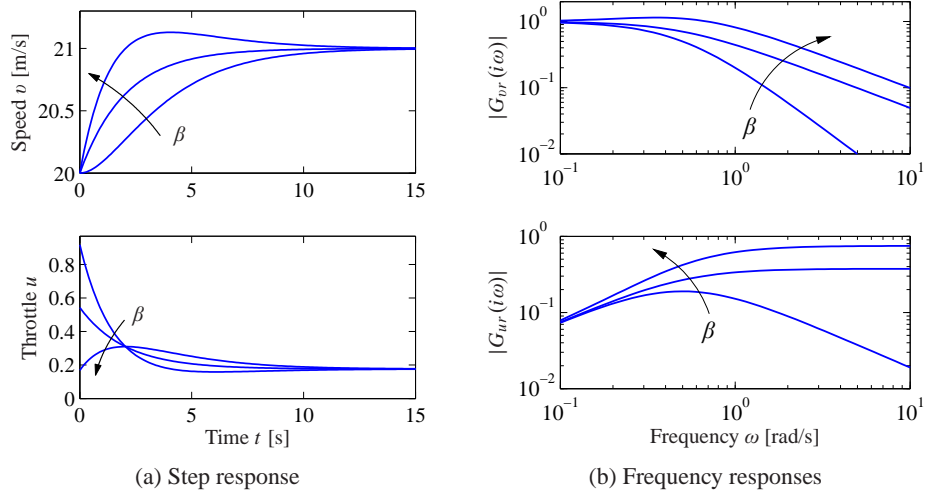 Speed v [m/s]
21
20.5
20
0
5
10
15
β
Throttle u
0.8
0.6
0.4
0.2
0
0
5
10
15
β
Time t [s]
(a) Step response
|G_vr(iω)|
10^0
10^−1
10^−2
10^−1
10^0
10^1
β
|G_ur(iω)|
10^0
10^−1
10^−2
10^−1
10^0
10^1
β
Frequency ω [rad/s]
(b) Frequency responses